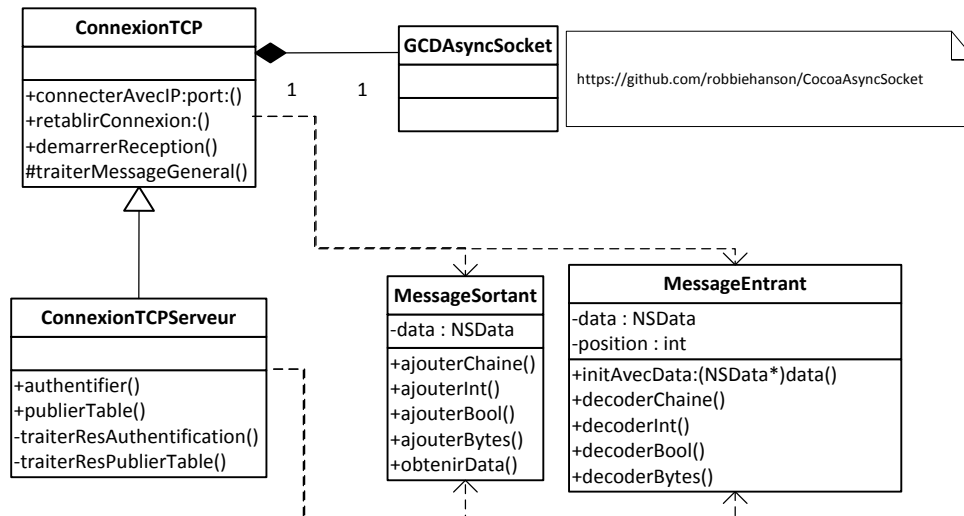 ConnexionTCP
+connecterAvecIP:port:()
+retablirConnexion:()
+demarrerReception()
#traiterMessageGeneral()
1
1
GCDAsyncSocket
https://github.com/robbiehanson/CocoaAsyncSocket
ConnexionTCPServeur
+authentifier()
+publierTable()
-traiterResAuthentification()
-traiterResPublierTable()
MessageSortant
-data : NSData
+ajouterChaine()
+ajouterInt()
+ajouterBool()
+ajouterBytes()
+obtenirData()
MessageEntrant
-data : NSData
-position : int
+initAvecData:(NSData*)data()
+decoderChaine()
+decoderInt()
+decoderBool()
+decoderBytes()